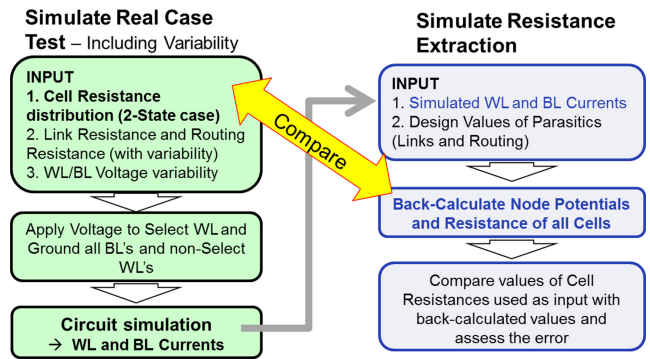 Simulate Real Case
Test – Including Variability
INPUT
1. Cell Resistance
distribution (2-State case)
2. Link Resistance and Routing
Resistance (with variability)
3. WL/BL Voltage variability
Apply Voltage to Select WL and
Ground all BL's and non-Select
WL's
Circuit simulation
→ WL and BL Currents
Compare
Simulate Resistance
Extraction
INPUT
1. Simulated WL and BL Currents
2. Design Values of Parasitics
(Links and Routing)
Back-Calculate Node Potentials
and Resistance of all Cells
Compare values of Cell
Resistances used as input with
back-calculated values and
assess the error